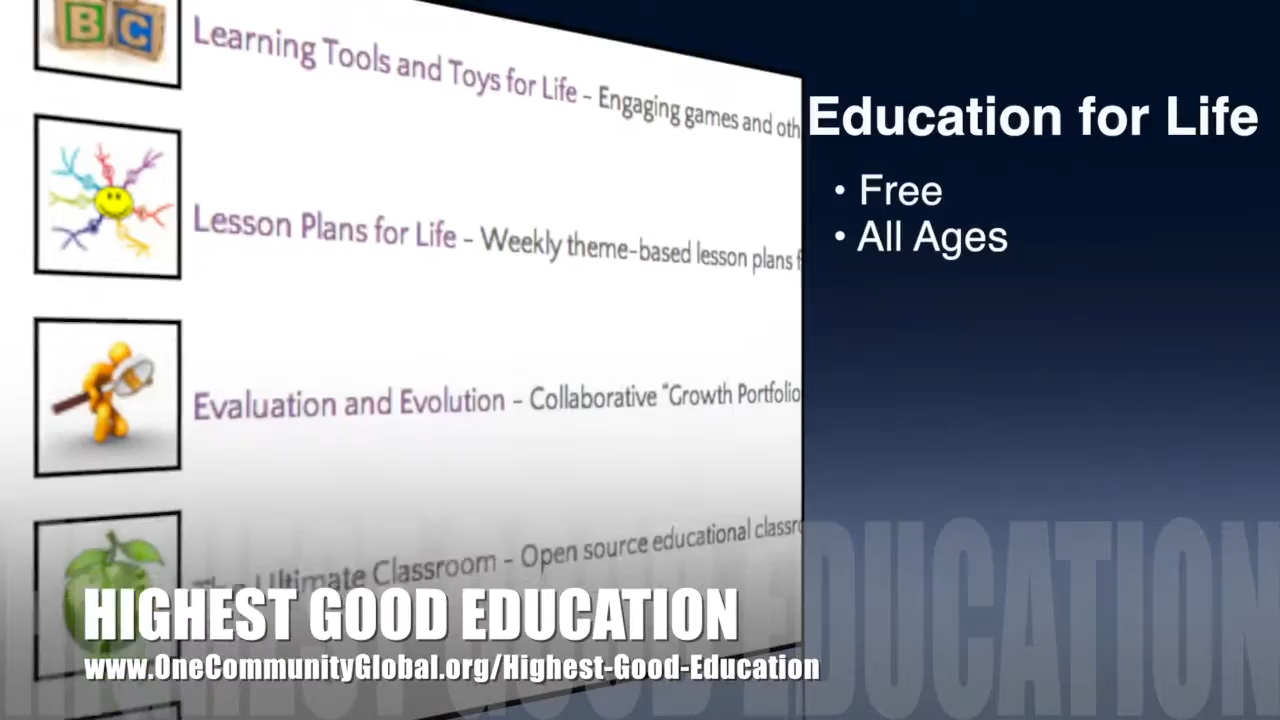 B C
Learning Tools and Toys for Life – Engaging games and oth
Education for Life
• Free
• All Ages
Lesson Plans for Life – Weekly theme-based lesson plans f
Evaluation and Evolution – Collaborative “Growth Portfolio
The Ultimate Classroom – Open source educational classro
HIGHEST GOOD EDUCATION
www.OneCommunityGlobal.org/Highest-Good-Education
HIGHEST GOOD EDUCATION